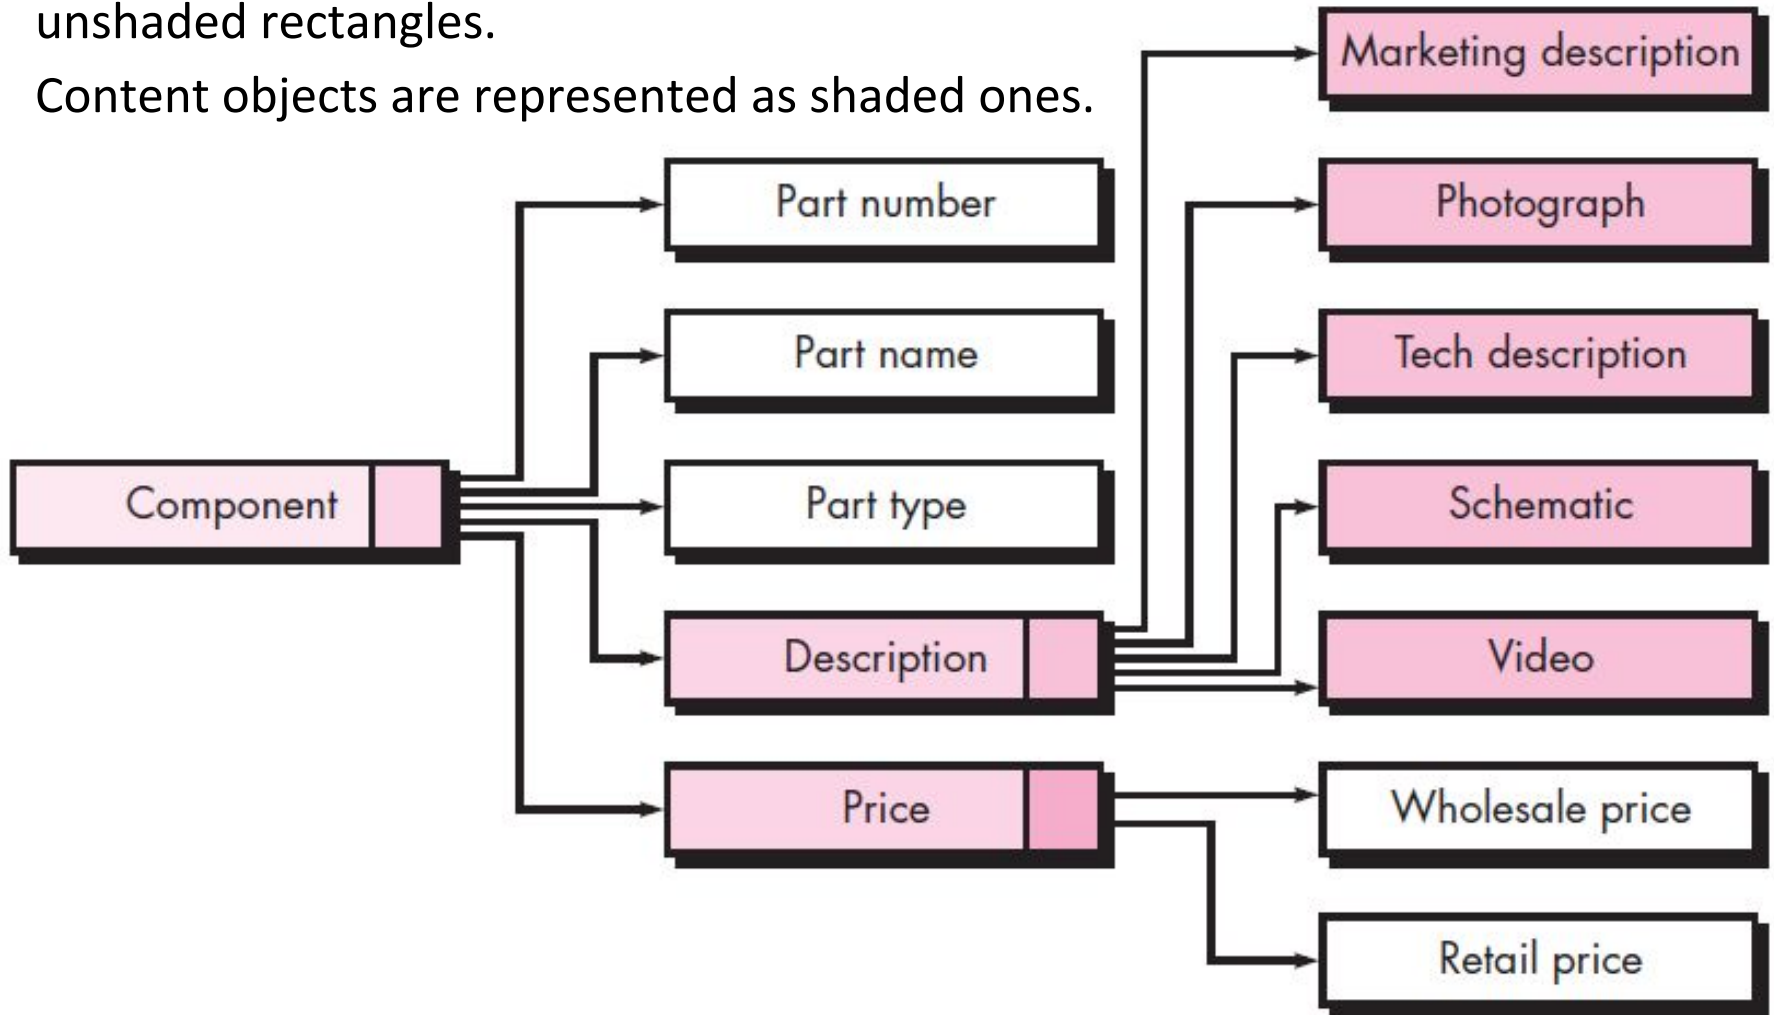 unshaded rectangles.
Content objects are represented as shaded ones.
Component
Part number
Part name
Part type
Description
Price
Marketing description
Photograph
Tech description
Schematic
Video
Wholesale price
Retail price